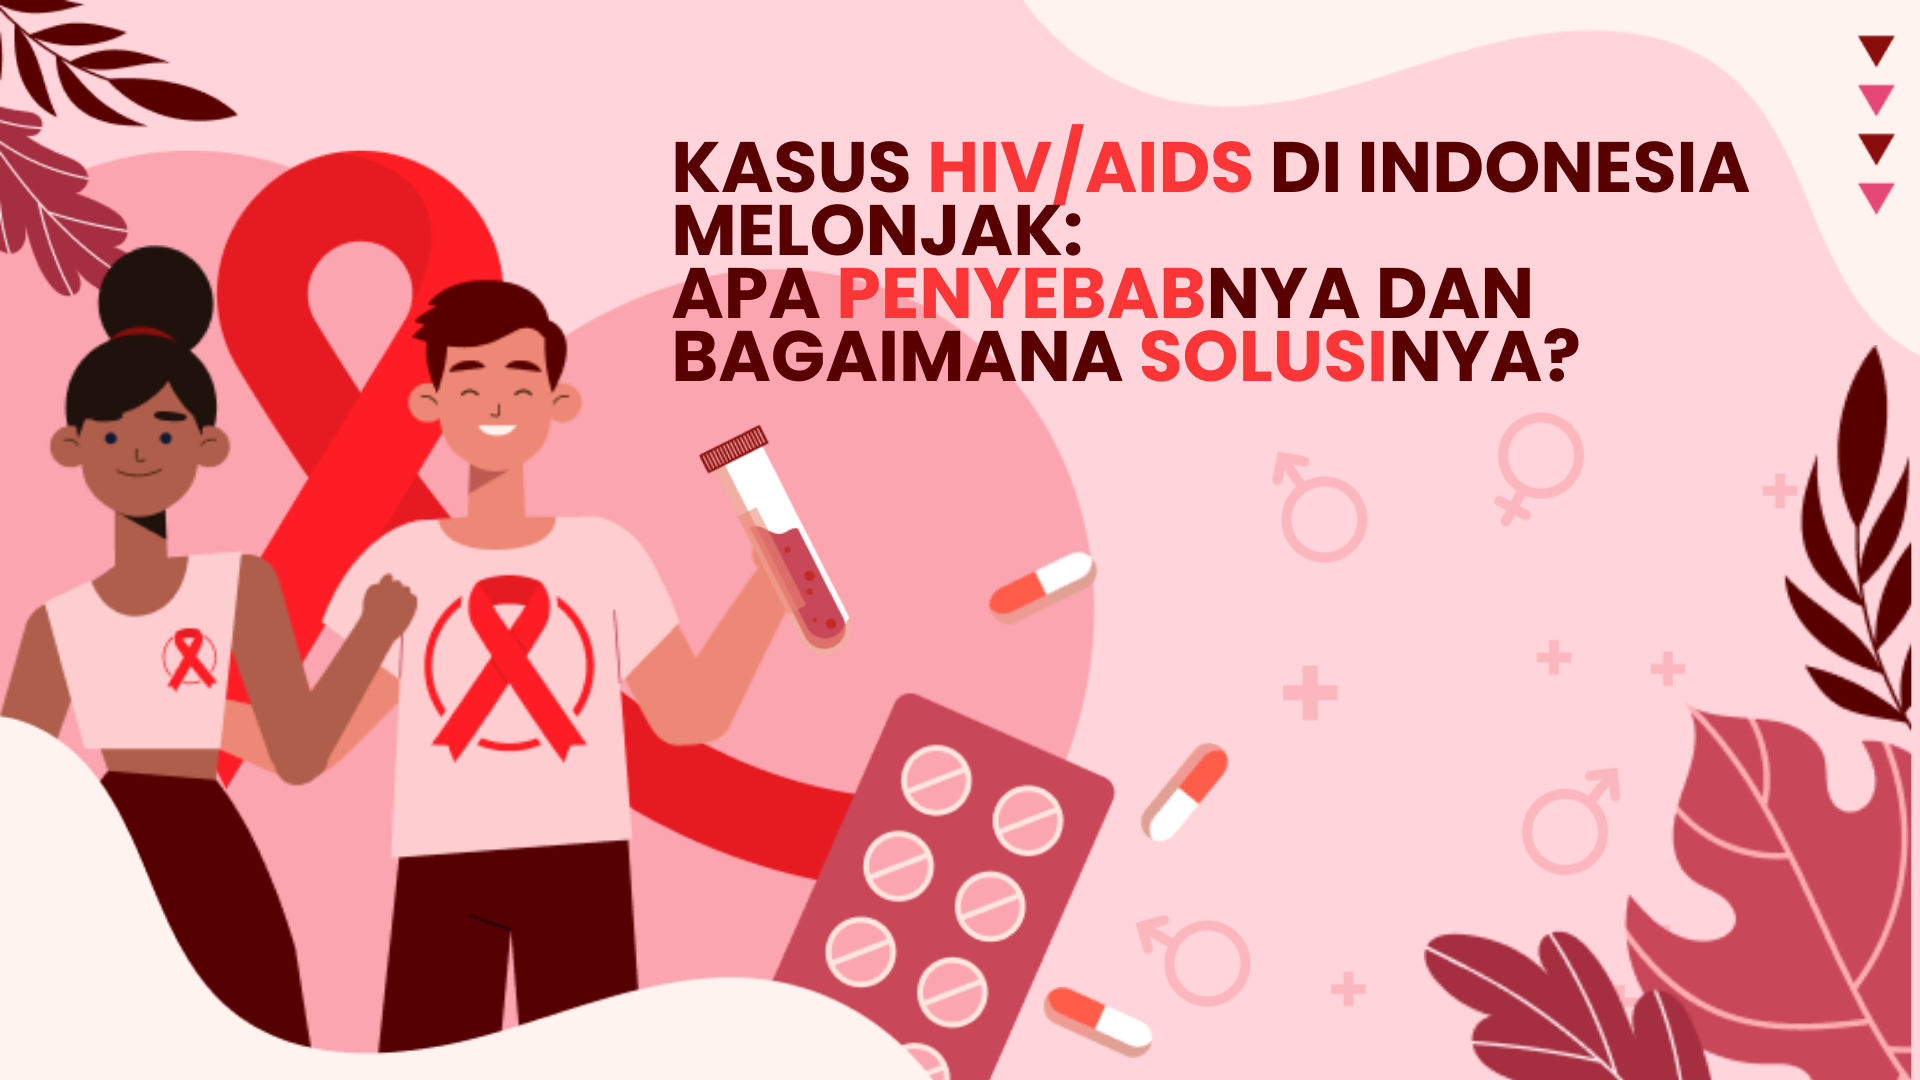 KASUS HIV/AIDS DI INDONESIA
MELONJAK:
APA PENYEBABNYA DAN
BAGAIMANA SOLUSINYA?